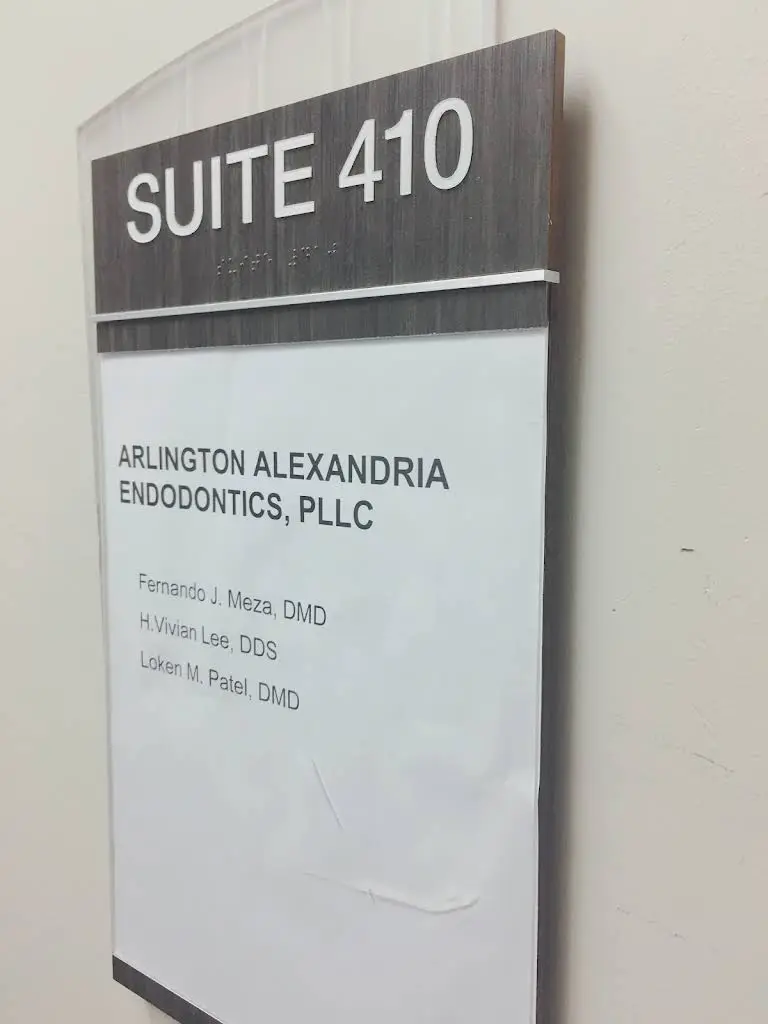 SUITE 410
ARLINGTON ALEXANDRIA
ENDODONTICS, PLLC
Fernando J. Meza, DMD
H.Vivian Lee, DDS
Loken M. Patel, DMD